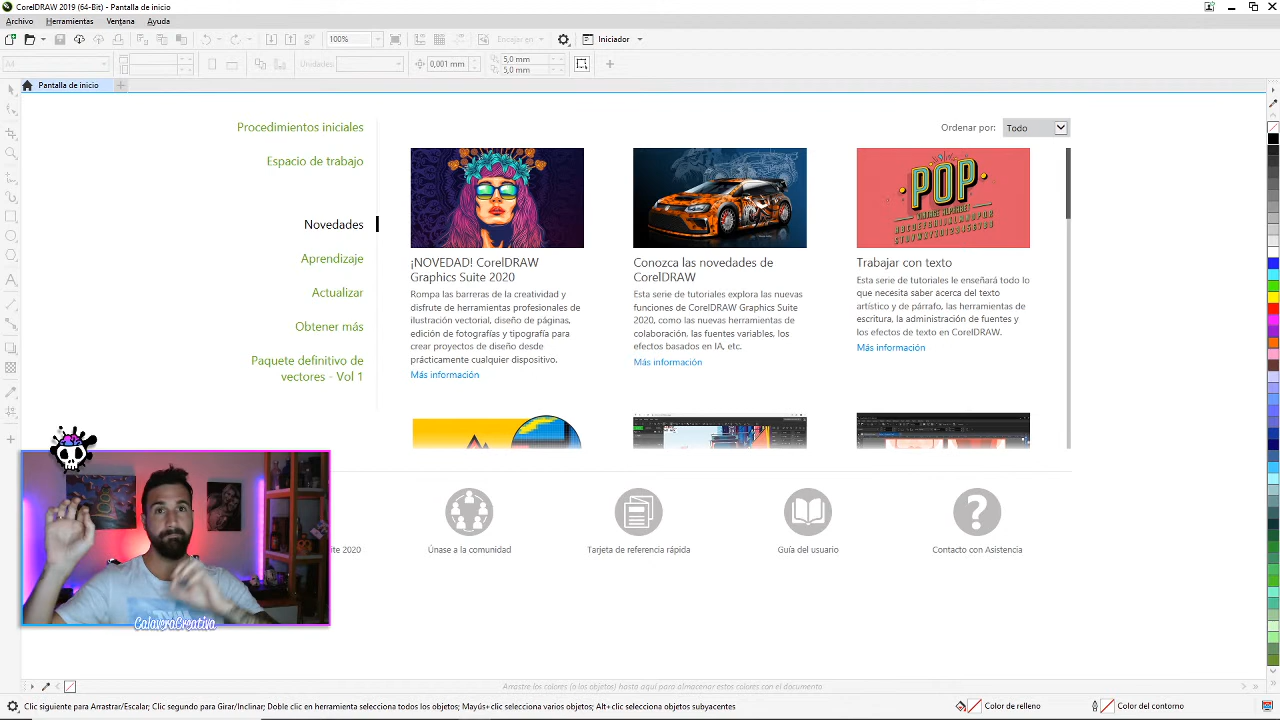 CorelDRAW 2019 (64-Bit) - Pantalla de inicio
Archivo Herramientas Ventana Ayuda
100% Encajar en Iniciador
A4 Unidades 0,001 mm 5,0 mm
5,0 mm
Pantalla de inicio
Procedimientos iniciales
Espacio de trabajo
Novedades
Aprendizaje
Actualizar
Obtener más
Paquete definitivo de
vectores - Vol 1
Ordenar por: Todo
POP
VINTAGE ALPHABET
¡NOVEDAD! CorelDRAW
Graphics Suite 2020
Rompa las barreras de la creatividad y
disfrute de herramientas profesionales de
ilustración vectorial, diseño de páginas,
edición de fotografías y tipografía para
crear proyectos de diseño desde
prácticamente cualquier dispositivo.
Más información
Conozca las novedades de
CorelDRAW
Esta serie de tutoriales explora las nuevas
funciones de CorelDRAW Graphics Suite
2020, como las nuevas herramientas de
colaboración, las fuentes variables, los
efectos basados en IA, etc.
Más información
Trabajar con texto
Esta serie de tutoriales le enseñará todo lo
que necesita saber acerca del texto
artístico y de párrafo, las herramientas de
escritura, la administración de fuentes y
los efectos de texto en CorelDRAW.
Más información
ite 2020
Únase a la comunidad
Tarjeta de referencia rápida
Guía del usuario
Contacto con Asistencia
CalaveraCreativa
Arrastre los colores (o los objetos) hasta aquí para almacenar estos colores con el documento
Clic siguiente para Arrastrar/Escalar; Clic segundo para Girar/Inclinar; Doble clic en herramienta selecciona todos los objetos; Mayús+clic selecciona varios objetos; Alt+clic selecciona objetos subyacentes
Color de relleno
Color del contorno